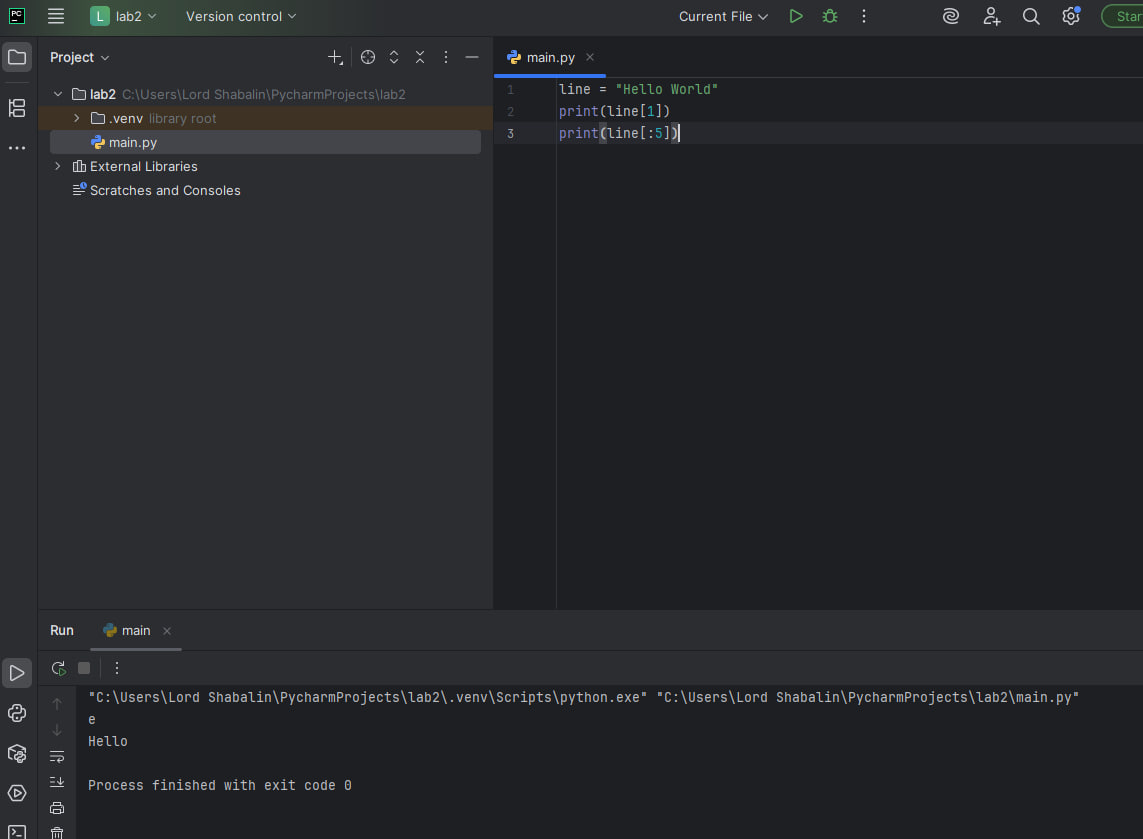 PC
L lab2
Version control
Current File
Star
Project
lab2 C:\Users\Lord Shabalin\PycharmProjects\lab2
.venv library root
main.py
External Libraries
Scratches and Consoles
main.py
1 line = "Hello World"
2 print(line[1])
3 print(line[:5])
Run
main
"C:\Users\Lord Shabalin\PycharmProjects\lab2\.venv\Scripts\python.exe" "C:\Users\Lord Shabalin\PycharmProjects\lab2\main.py"
e
Hello
Process finished with exit code 0